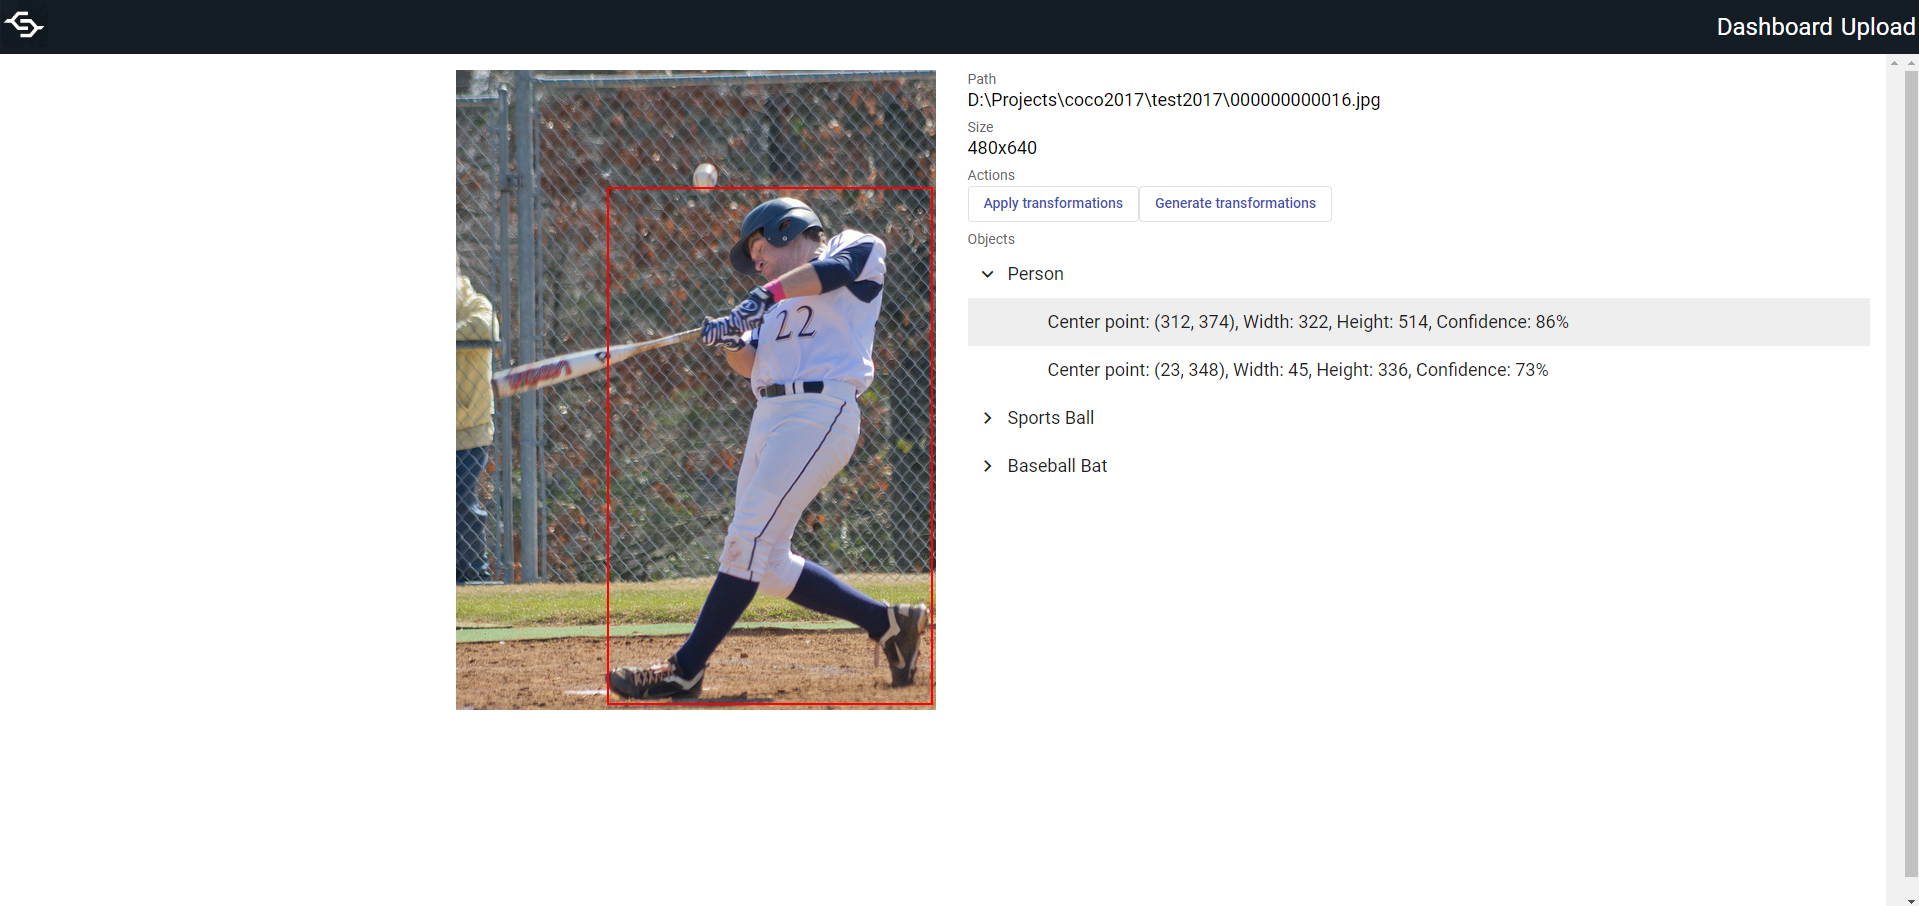 Dashboard Upload
Path
D:\Projects\coco2017\test2017\000000000016.jpg
Size
480x640
Actions
Apply transformations Generate transformations
Objects
Person
Center point: (312, 374), Width: 322, Height: 514, Confidence: 86%
Center point: (23, 348), Width: 45, Height: 336, Confidence: 73%
Sports Ball
Baseball Bat
22